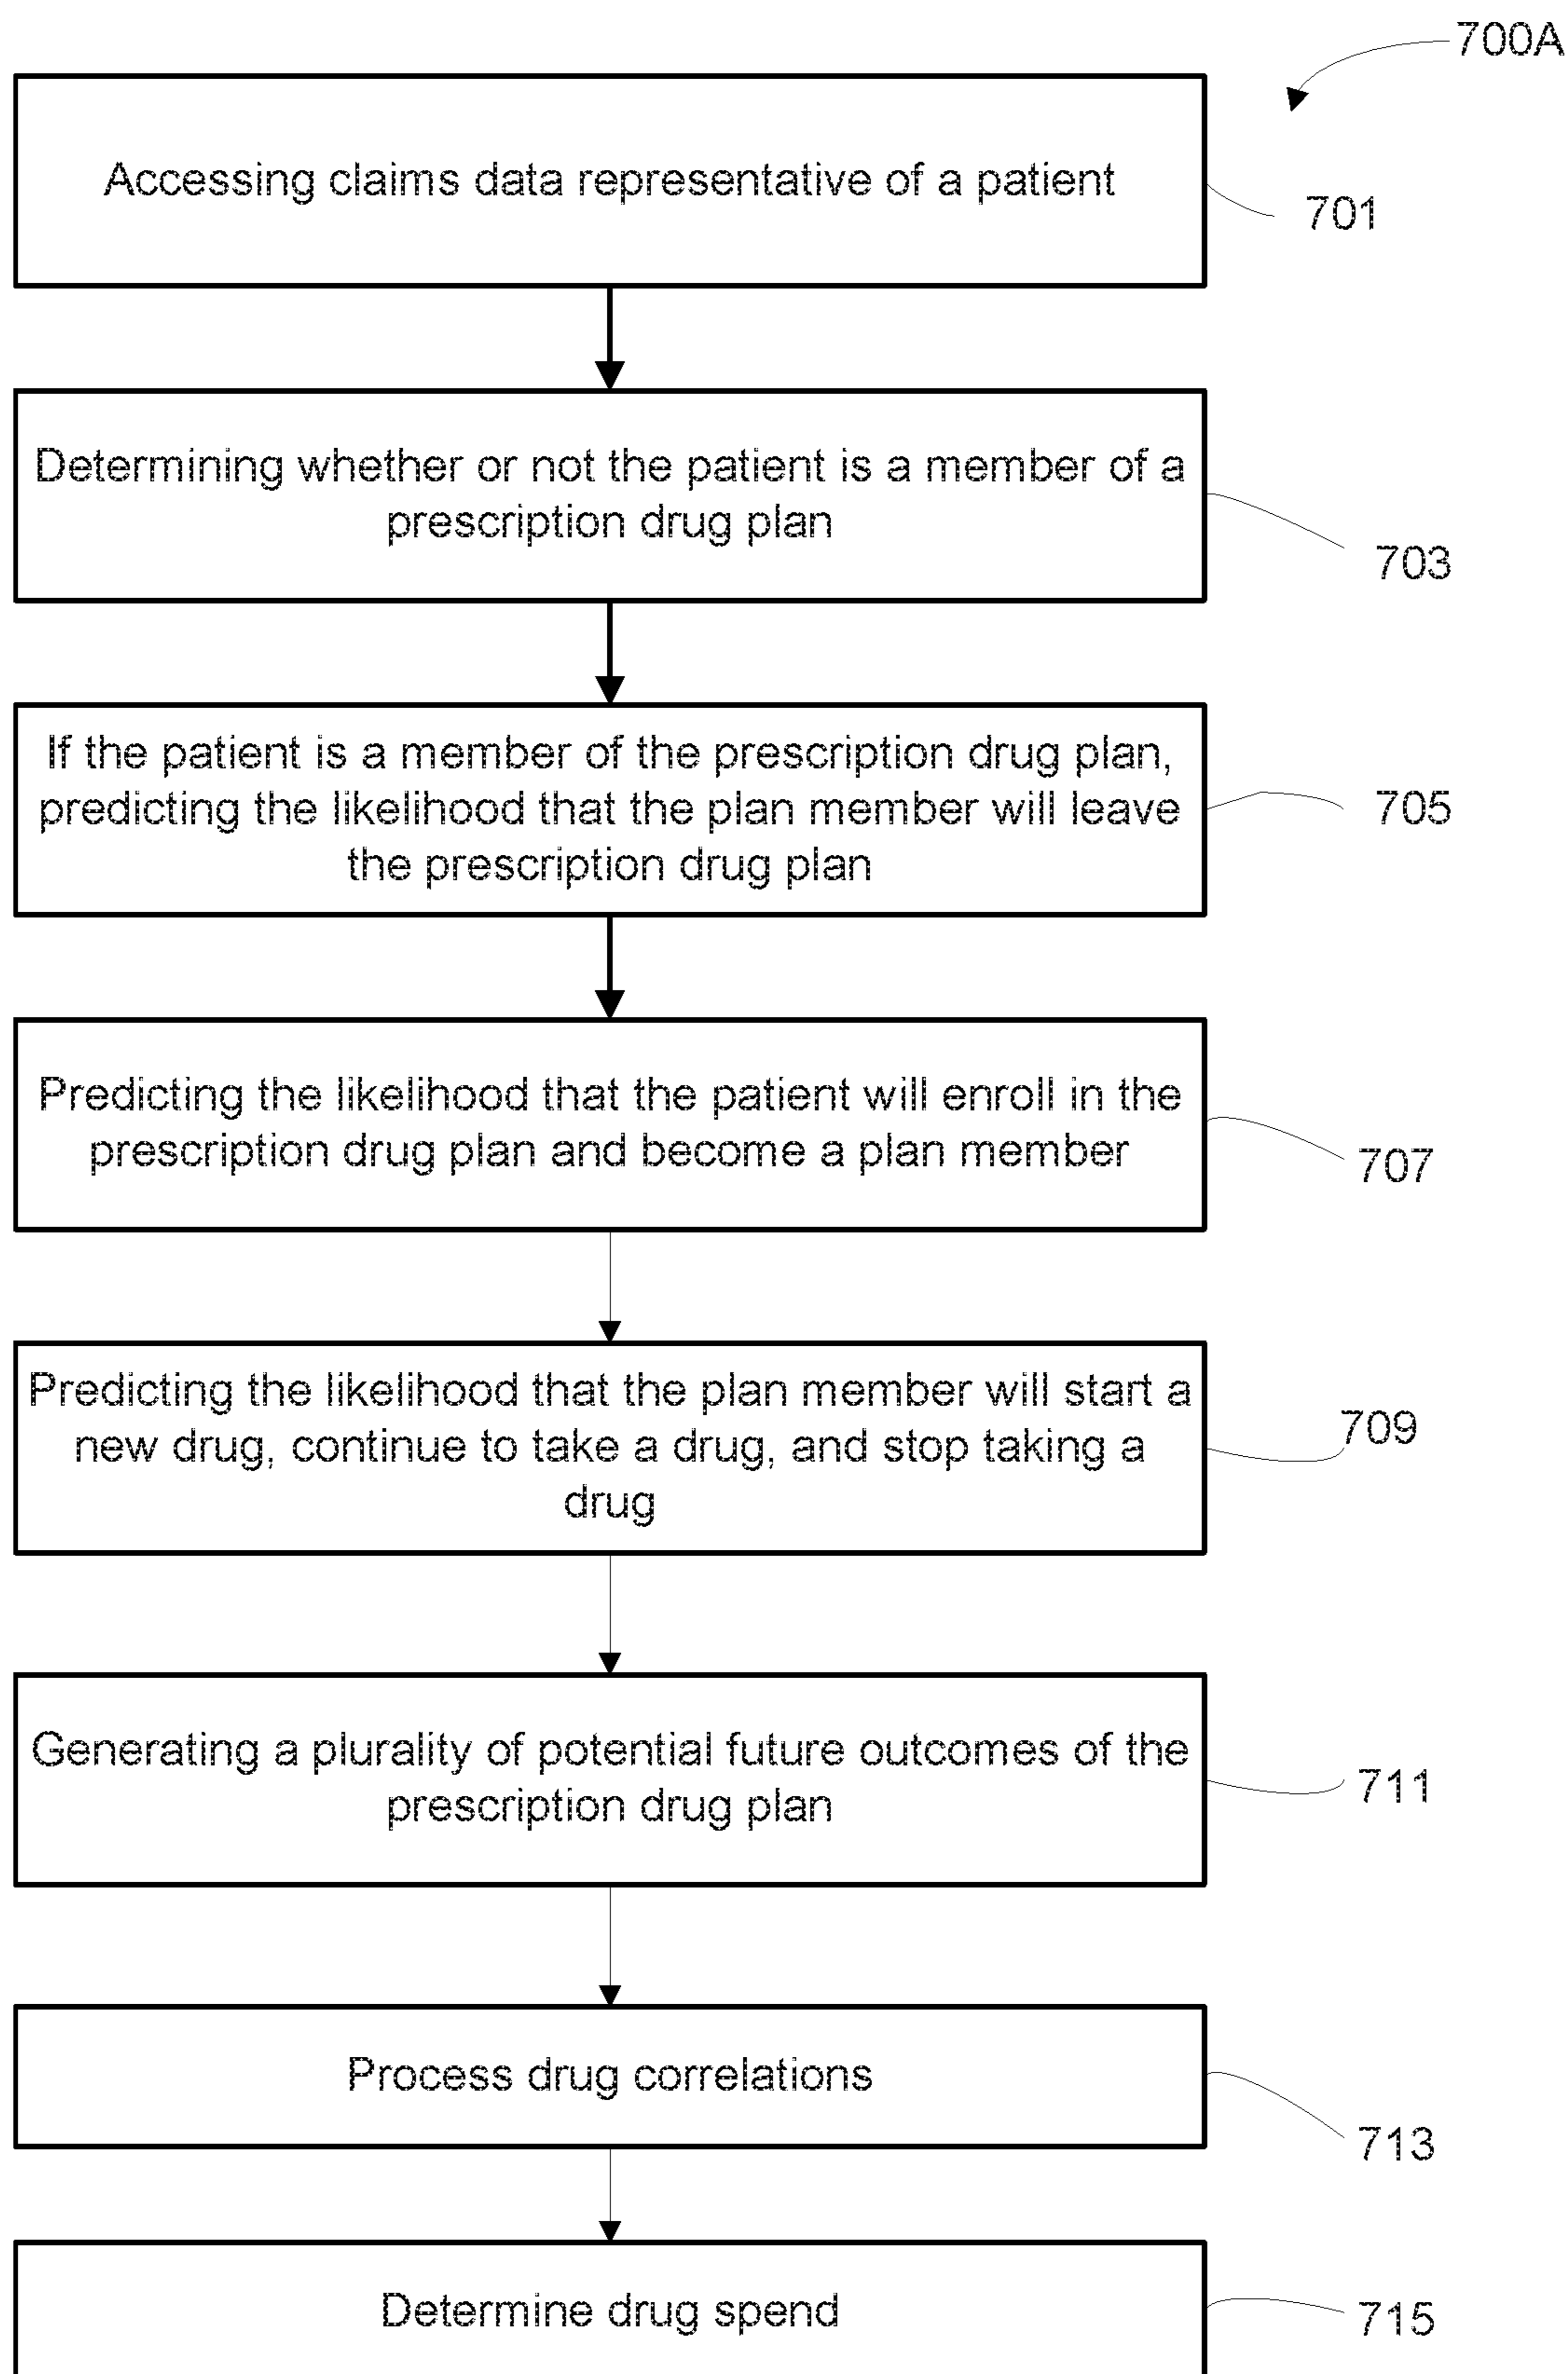 700A
Accessing claims data representative of a patient
701
Determining whether or not the patient is a member of a
prescription drug plan
703
If the patient is a member of the prescription drug plan,
predicting the likelihood that the plan member will leave
the prescription drug plan
705
Predicting the likelihood that the patient will enroll in the
prescription drug plan and become a plan member
707
Predicting the likelihood that the plan member will start a
new drug, continue to take a drug, and stop taking a
drug
709
Generating a plurality of potential future outcomes of the
prescription drug plan
711
Process drug correlations
713
Determine drug spend
715